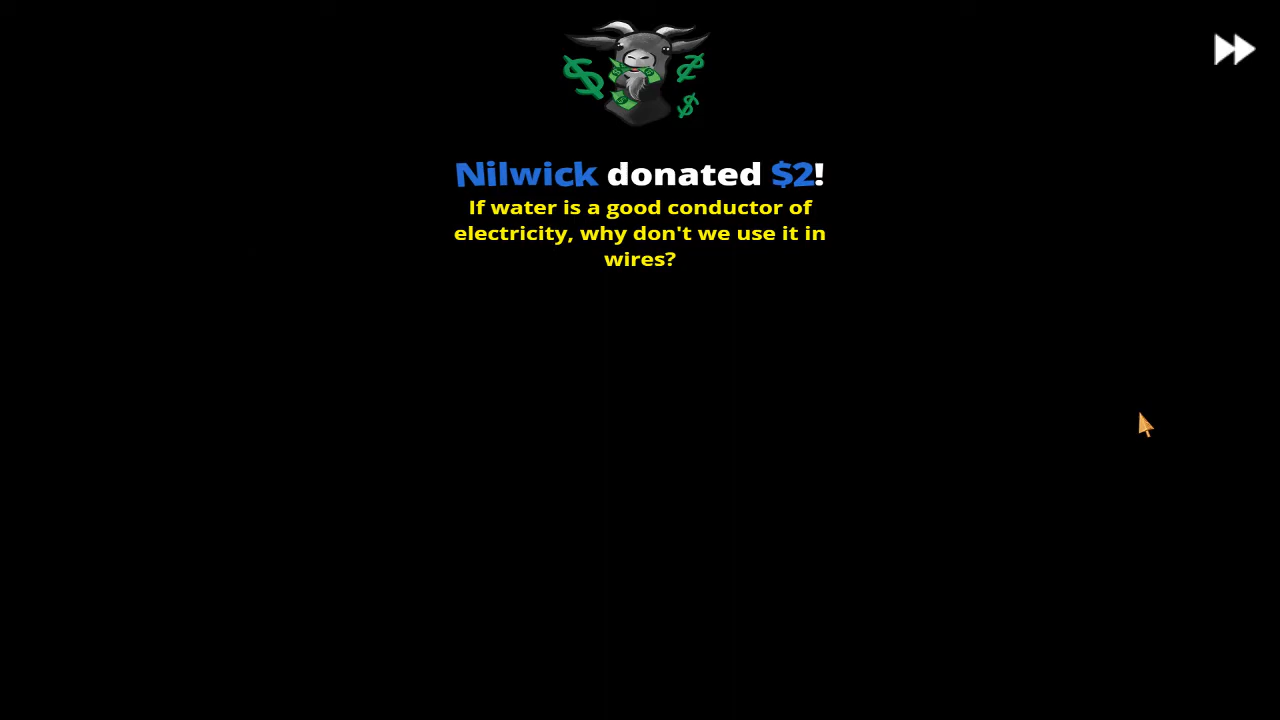 Nilwick donated $2!
If water is a good conductor of
electricity, why don't we use it in
wires?